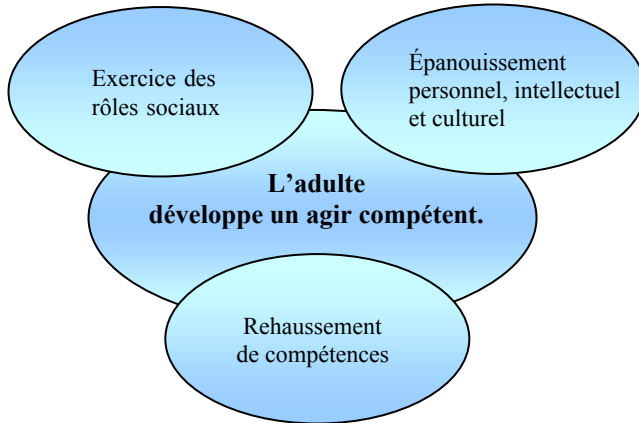 Exercice des
rôles sociaux
Épanouissement
personnel, intellectuel
et culturel
L’adulte
développe un agir compétent.
Rehaussement
de compétences